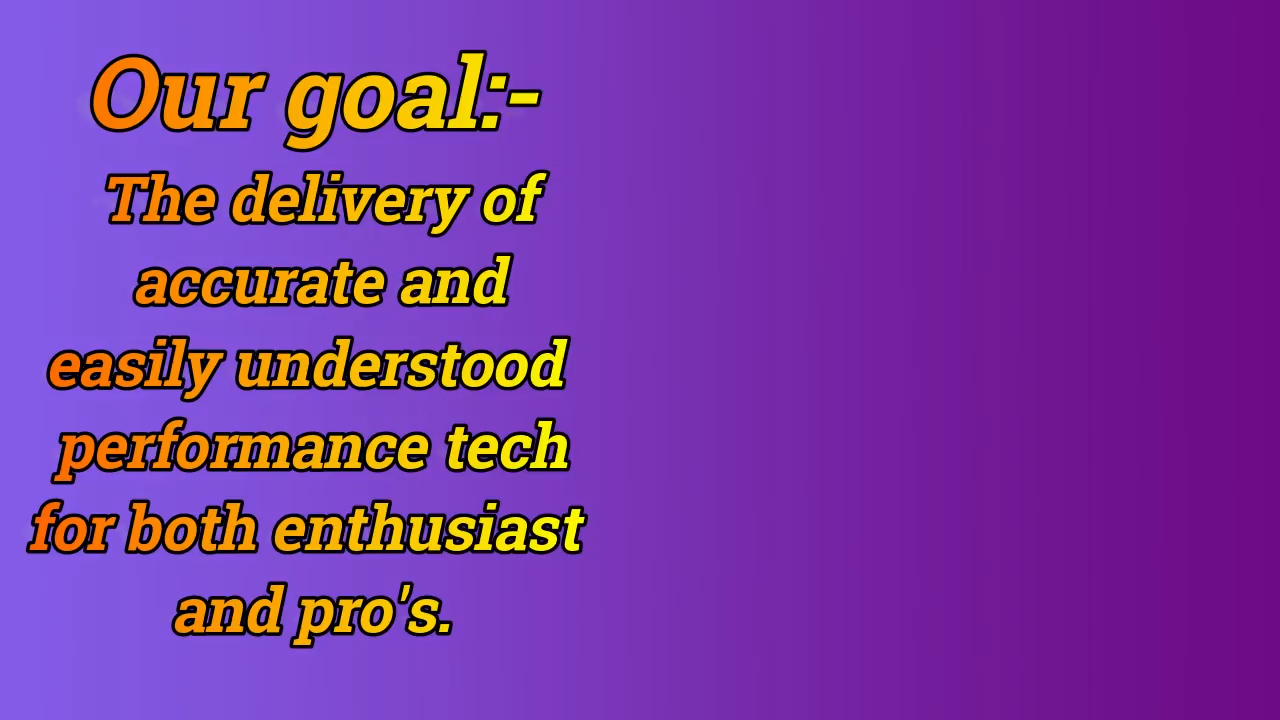 Our goal:-
The delivery of
accurate and
easily understood
performance tech
for both enthusiast
and pro's.